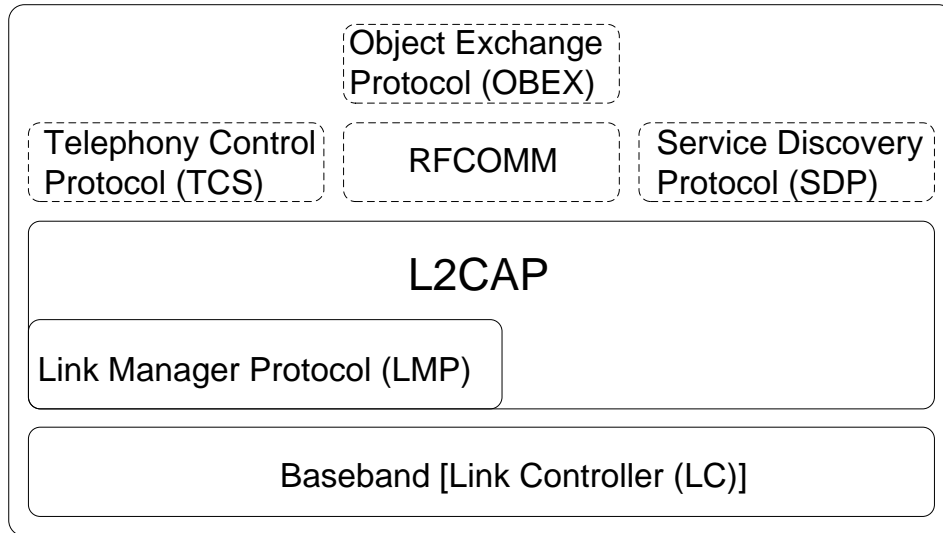 Object Exchange
Protocol (OBEX)
Telephony Control
Protocol (TCS)
RFCOMM
Service Discovery
Protocol (SDP)
L2CAP
Link Manager Protocol (LMP)
Baseband [Link Controller (LC)]